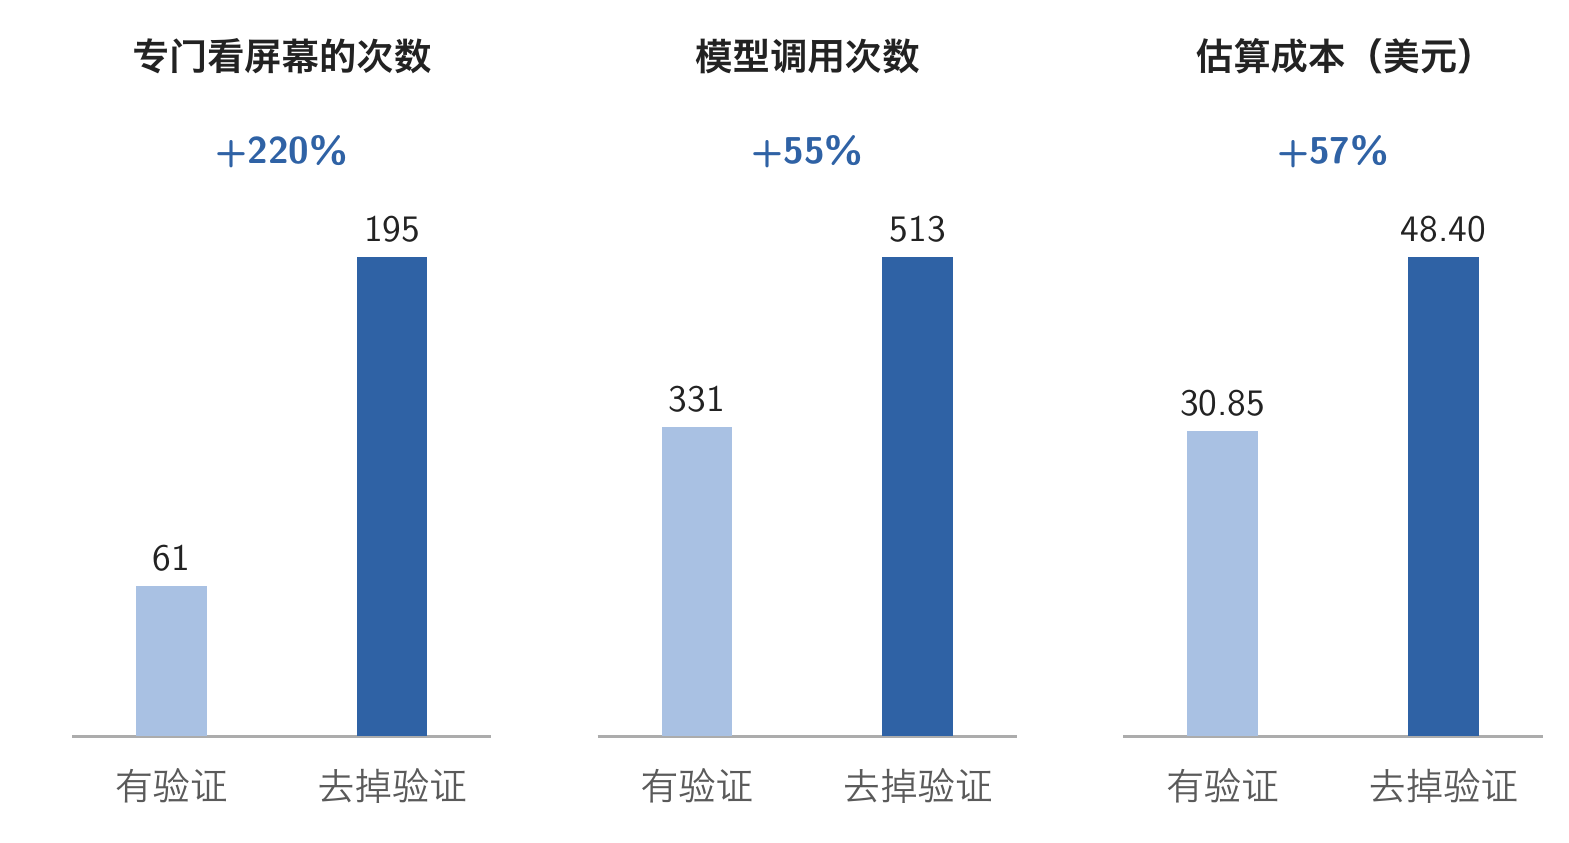 专门看屏幕的次数
+220%
195
61
有验证
去掉验证
模型调用次数
+55%
513
331
有验证
去掉验证
估算成本（美元）
+57%
48.40
30.85
有验证
去掉验证